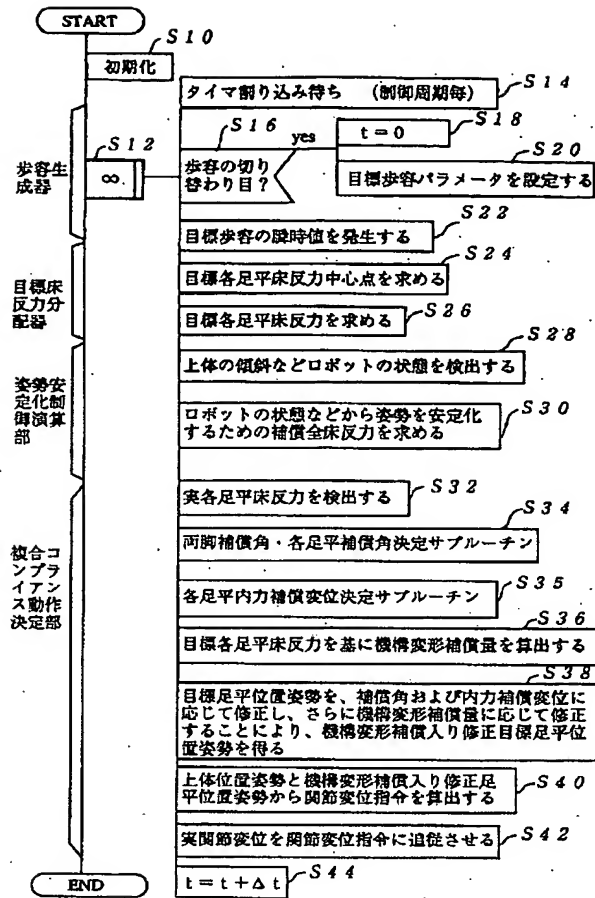 START
S10
初期化
S14
タイマ割り込み待ち (制御周期毎)
S16
yes
S18
t＝0
S12
∞
歩容の切り
替わり目？
S20
目標歩容パラメータを設定する
歩容生
成器
S22
目標歩容の瞬時値を発生する
S24
目標各足平床反力中心点を求める
目標床
反力分
配器
S26
目標各足平床反力を求める
S28
上体の傾斜などロボットの状態を検出する
姿勢安
定化制
御演算
部
S30
ロボットの状態などから姿勢を安定化
するための補償全床反力を求める
S32
実各足平床反力を検出する
S34
両脚補償角・各足平補償角決定サブルーチン
複合コ
ンプラ
イアン
ス動作
決定部
S35
各足平内力補償変位決定サブルーチン
S36
目標各足平床反力を基に機構変形補償量を算出する
S38
目標足平位置姿勢を、補償角および内力補償変位に
応じて修正し、さらに機構変形補償量に応じて修正
することにより、機構変形補償入り修正目標足平位
置姿勢を得る
S40
上体位置姿勢と機構変形補償入り修正足
平位置姿勢から関節変位指令を算出する
S42
実関節変位を関節変位指令に追従させる
S44
t＝t＋Δt
END